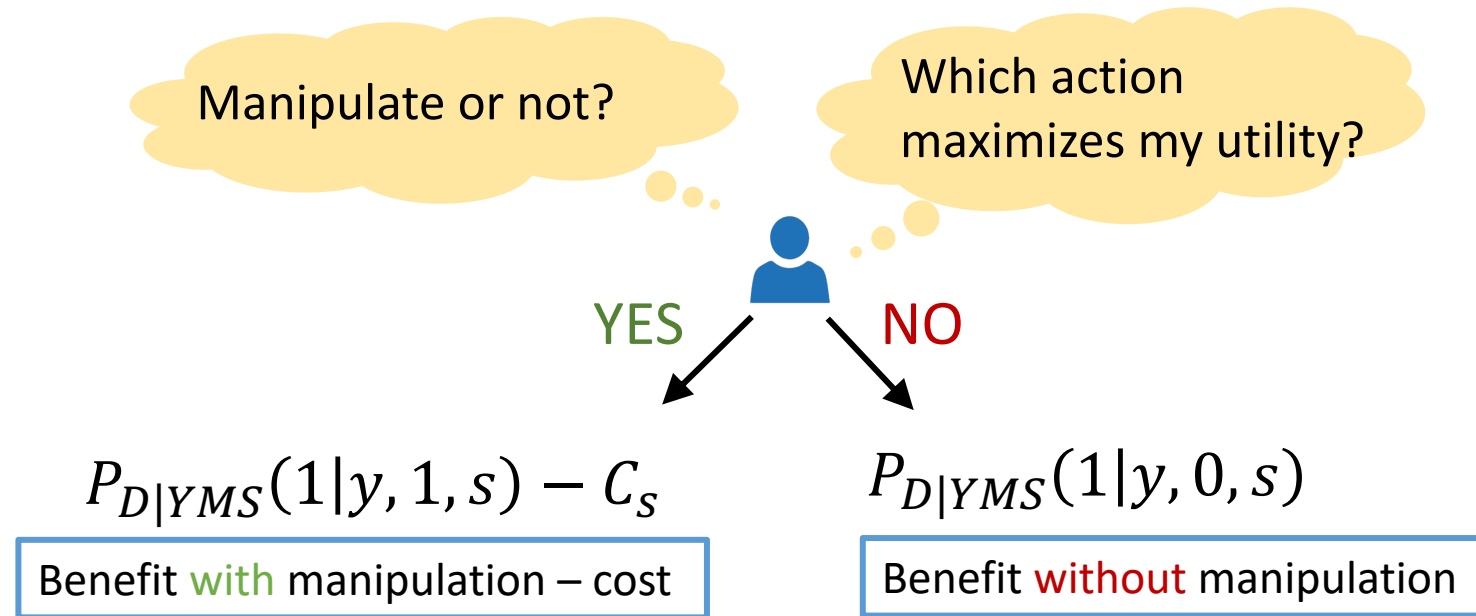 Manipulate or not?
Which action
maximizes my utility?
YES
NO
P_{D|YMS}(1|y, 1, s) − C_s
P_{D|YMS}(1|y, 0, s)
Benefit with manipulation – cost
Benefit without manipulation